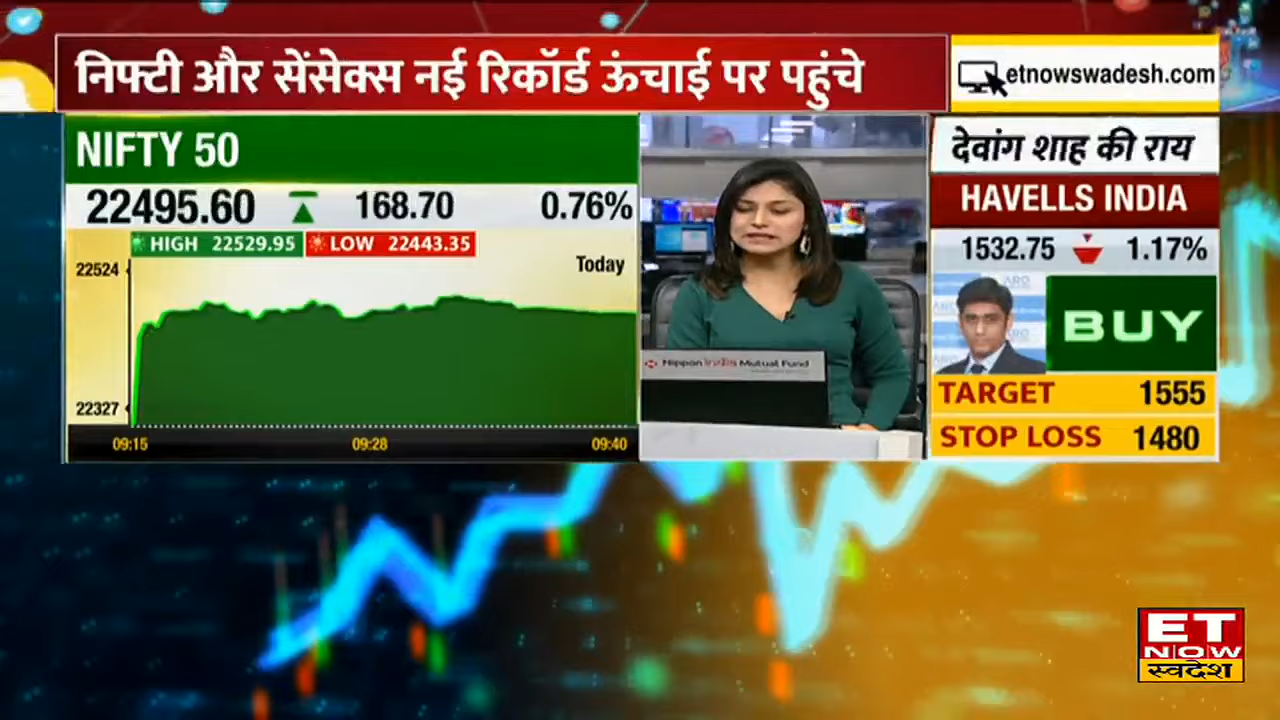 निफ्टी और सेंसेक्स नई रिकॉर्ड ऊंचाई पर पहुंचे
etnowswadesh.com
NIFTY 50
22495.60 168.70 0.76%
HIGH 22529.95 LOW 22443.35
Today
22524
22327
09:15 09:28 09:40
Nippon India Mutual Fund
देवांग शाह की राय
HAVELLS INDIA
1532.75 1.17%
BUY
TARGET 1555
STOP LOSS 1480
ET
NOW
स्वदेश